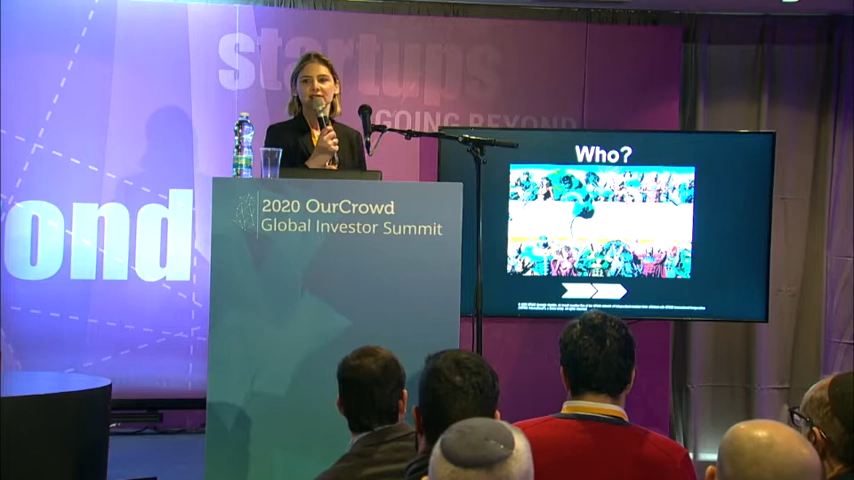 startups
GOING BEYOND
ond
2020 OurCrowd
Global Investor Summit
Who?